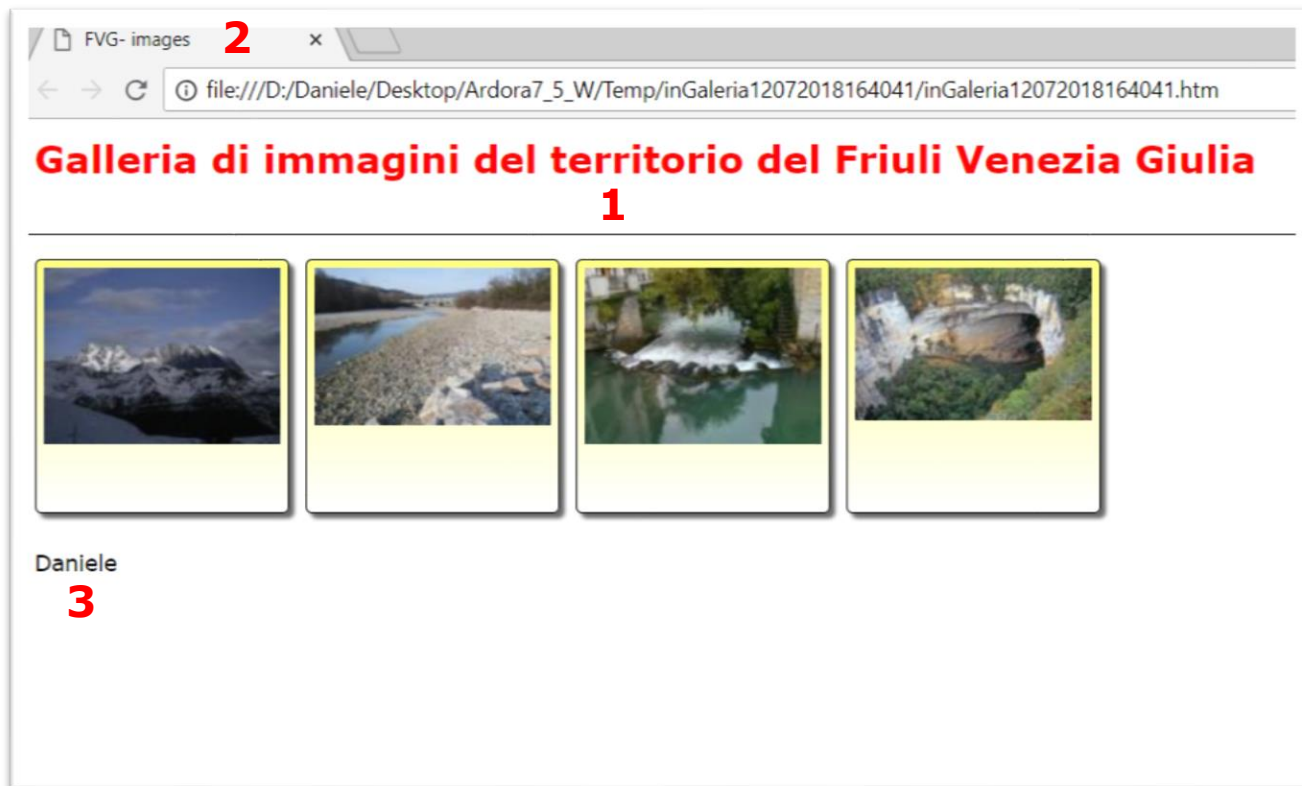 FVG- images 2
file:///D:/Daniele/Desktop/Ardora7_5_W/Temp/inGaleria12072018164041/inGaleria12072018164041.htm
Galleria di immagini del territorio del Friuli Venezia Giulia
1
Daniele
3